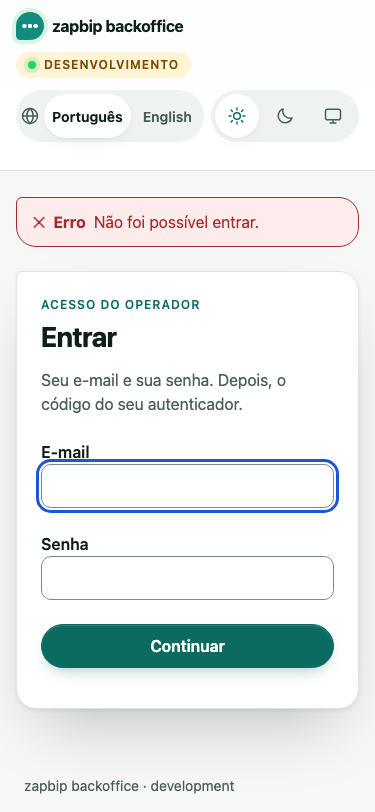 zapbip backoffice
DESENVOLVIMENTO
Português English
Erro Não foi possível entrar.
ACESSO DO OPERADOR
Entrar
Seu e-mail e sua senha. Depois, o
código do seu autenticador.
E-mail
Senha
Continuar
zapbip backoffice · development